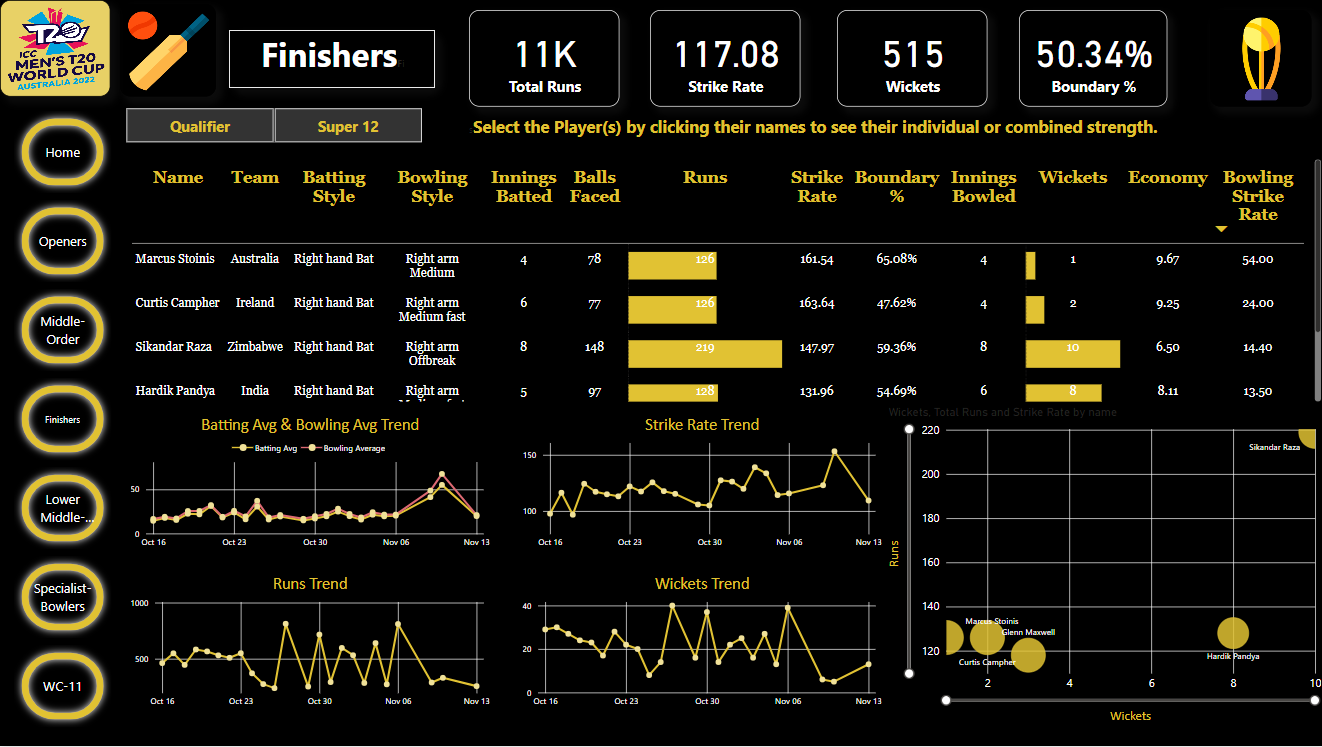 T20
ICC
MEN'S T20
WORLD CUP
AUSTRALIA 2022
Finishers
11K
Total Runs
117.08
Strike Rate
515
Wickets
50.34%
Boundary %
Qualifier
Super 12
Select the Player(s) by clicking their names to see their individual or combined strength.
Home
Openers
Middle-
Order
Finishers
Lower
Middle-...
Specialist-
Bowlers
WC-11
Name Team Batting Bowling Innings Balls Runs Strike Boundary Innings Wickets Economy Bowling
Style Style Batted Faced Rate % Bowled Strike
Rate
Marcus Stoinis Australia Right hand Bat Right arm 4 78 126 161.54 65.08% 4 1 9.67 54.00
Medium
Curtis Campher Ireland Right hand Bat Right arm 6 77 126 163.64 47.62% 4 2 9.25 24.00
Medium fast
Sikandar Raza Zimbabwe Right hand Bat Right arm 8 148 219 147.97 59.36% 8 10 6.50 14.40
Offbreak
Hardik Pandya India Right hand Bat Right arm 5 97 128 131.96 54.69% 6 8 8.11 13.50
Batting Avg & Bowling Avg Trend
Batting Avg Bowling Average
50
0
Oct 16 Oct 23 Oct 30 Nov 06 Nov 13
Strike Rate Trend
150
100
Oct 16 Oct 23 Oct 30 Nov 06 Nov 13
Runs Trend
1000
500
Oct 16 Oct 23 Oct 30 Nov 06 Nov 13
Wickets Trend
40
20
0
Oct 16 Oct 23 Oct 30 Nov 06 Nov 13
Wickets, Total Runs and Strike Rate by name
220
200
180
160
140
120
Runs
Sikandar Raza
Marcus Stoinis
Glenn Maxwell
Curtis Campher
Hardik Pandya
2 4 6 8 10
Wickets